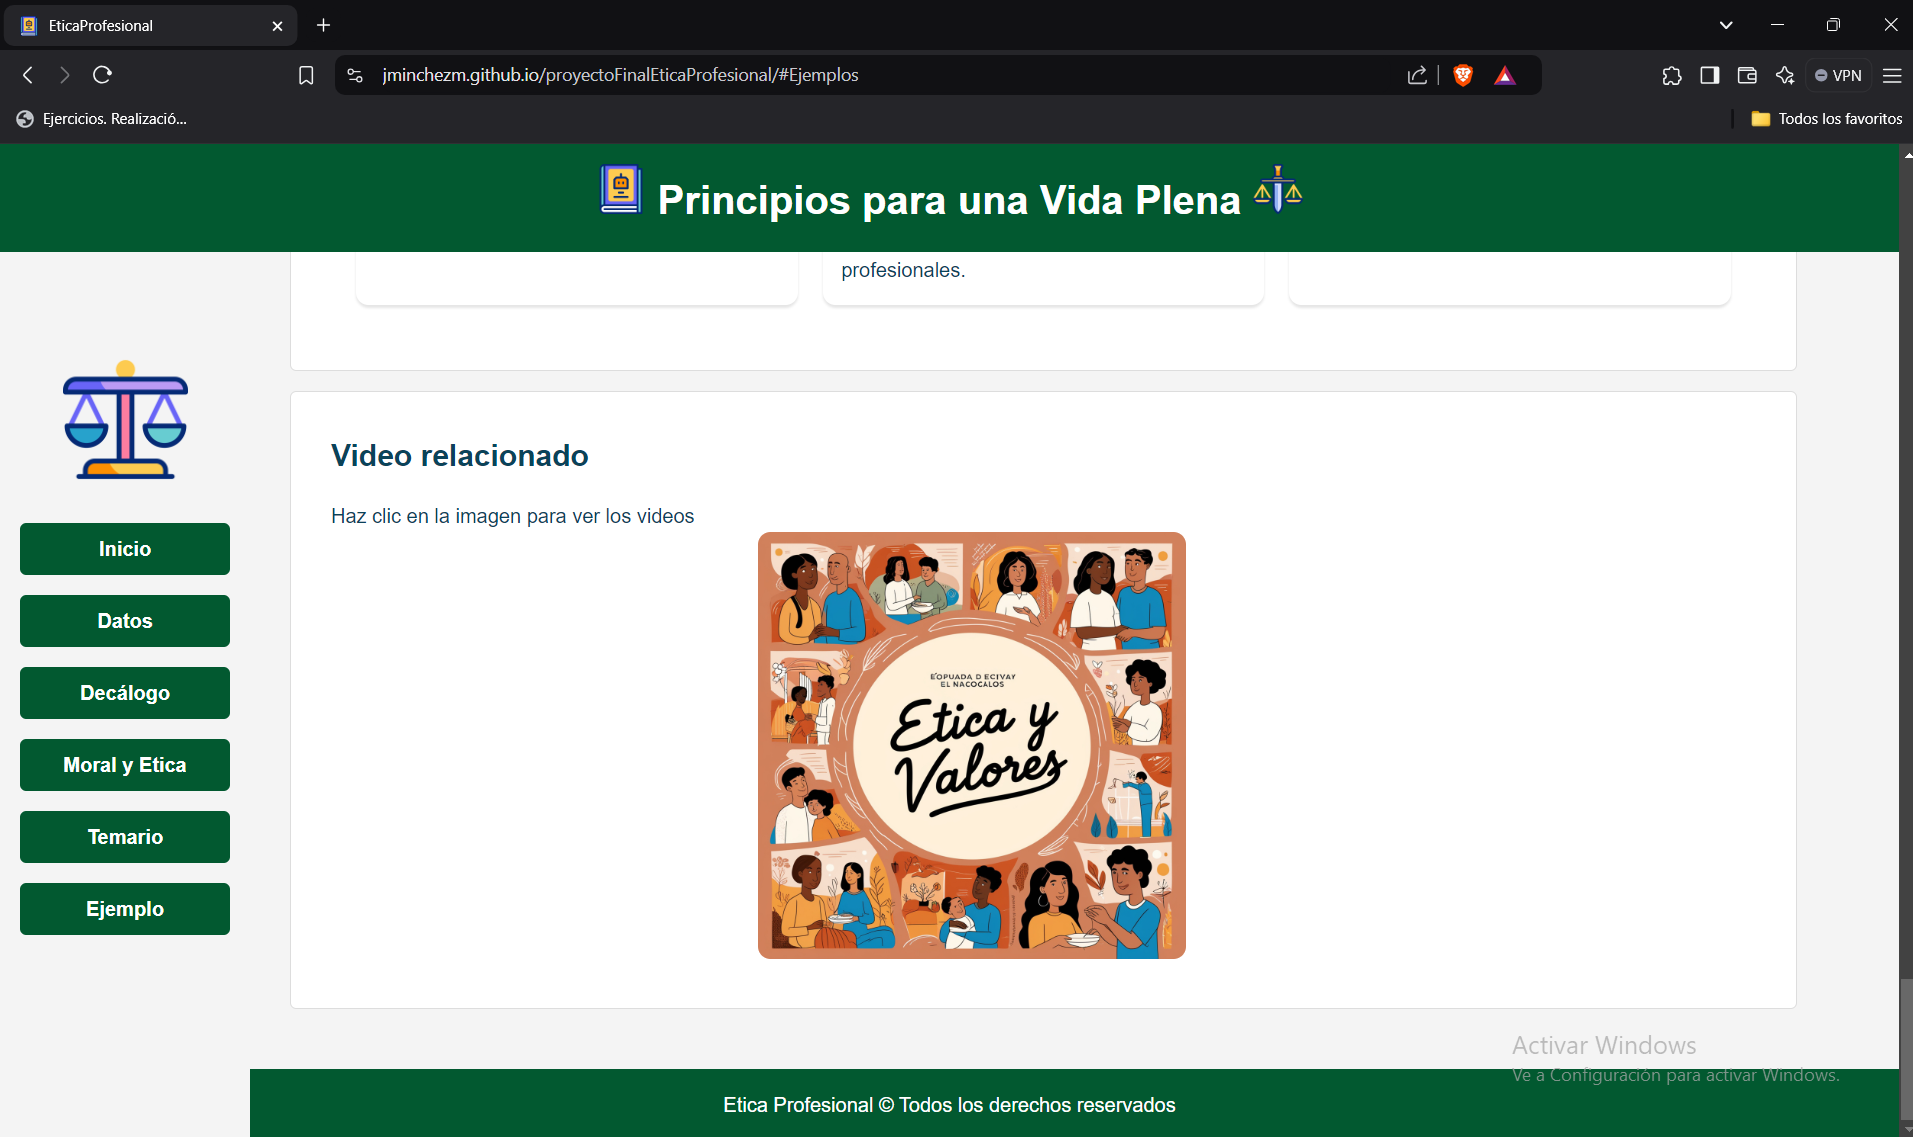 EticaProfesional
jminchezm.github.io/proyectoFinalEticaProfesional/#Ejemplos
VPN
Ejercicios. Realizació...
Todos los favoritos
Principios para una Vida Plena
profesionales.
Inicio
Datos
Decálogo
Moral y Etica
Temario
Ejemplo
Video relacionado
Haz clic en la imagen para ver los videos
EOPUADA D ECIVAY
EL NACOCALOS
Etica y
Valores
Activar Windows
Ve a Configuración para activar Windows.
Etica Profesional © Todos los derechos reservados